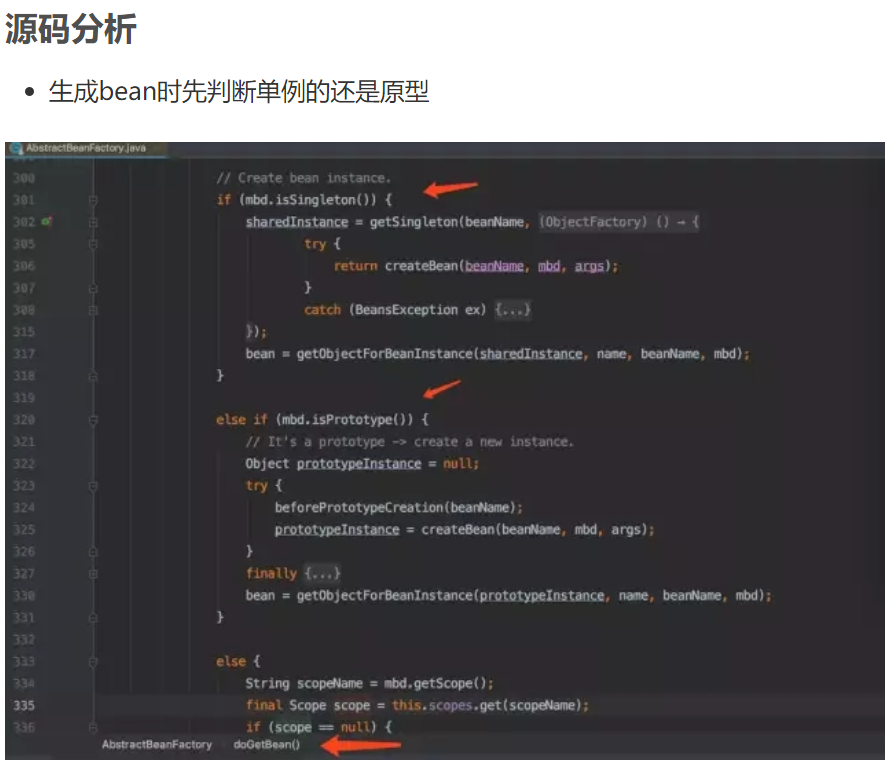 源码分析
• 生成bean时先判断单例的还是原型
AbstractBeanFactory.java
300 // Create bean instance.
301 if (mbd.isSingleton()) {
302 sharedInstance = getSingleton(beanName, (ObjectFactory) () → {
305 try {
306 return createBean(beanName, mbd, args);
307 }
308 catch (BeansException ex) {...}
315 });
317 bean = getObjectForBeanInstance(sharedInstance, name, beanName, mbd);
318 }
319
320 else if (mbd.isPrototype()) {
321 // It's a prototype -> create a new instance.
322 Object prototypeInstance = null;
323 try {
324 beforePrototypeCreation(beanName);
325 prototypeInstance = createBean(beanName, mbd, args);
326 }
327 finally {...}
330 bean = getObjectForBeanInstance(prototypeInstance, name, beanName, mbd);
331 }
332
333 else {
334 String scopeName = mbd.getScope();
335 final Scope scope = this.scopes.get(scopeName);
336 if (scope == null) {
AbstractBeanFactory doGetBean()